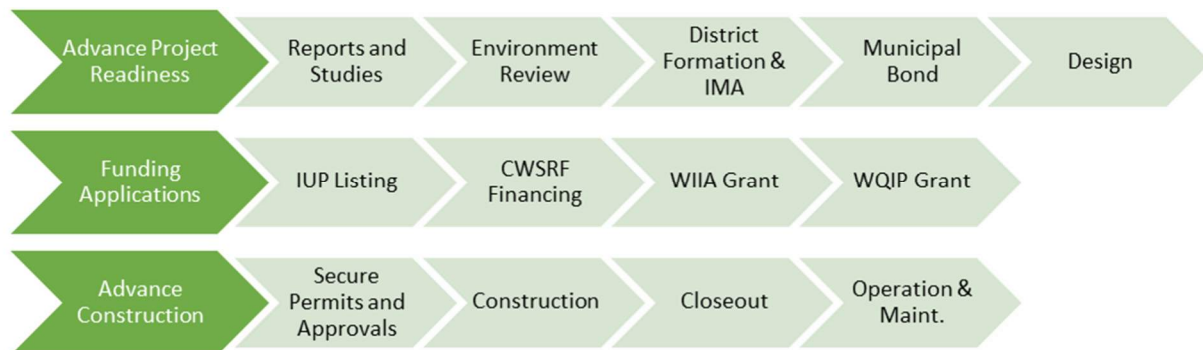 Advance Project
Readiness
Reports and
Studies
Environment
Review
District
Formation &
IMA
Municipal
Bond
Design
Funding
Applications
IUP Listing
CWSRF
Financing
WIIA Grant
WQIP Grant
Advance
Construction
Secure
Permits and
Approvals
Construction
Closeout
Operation &
Maint.